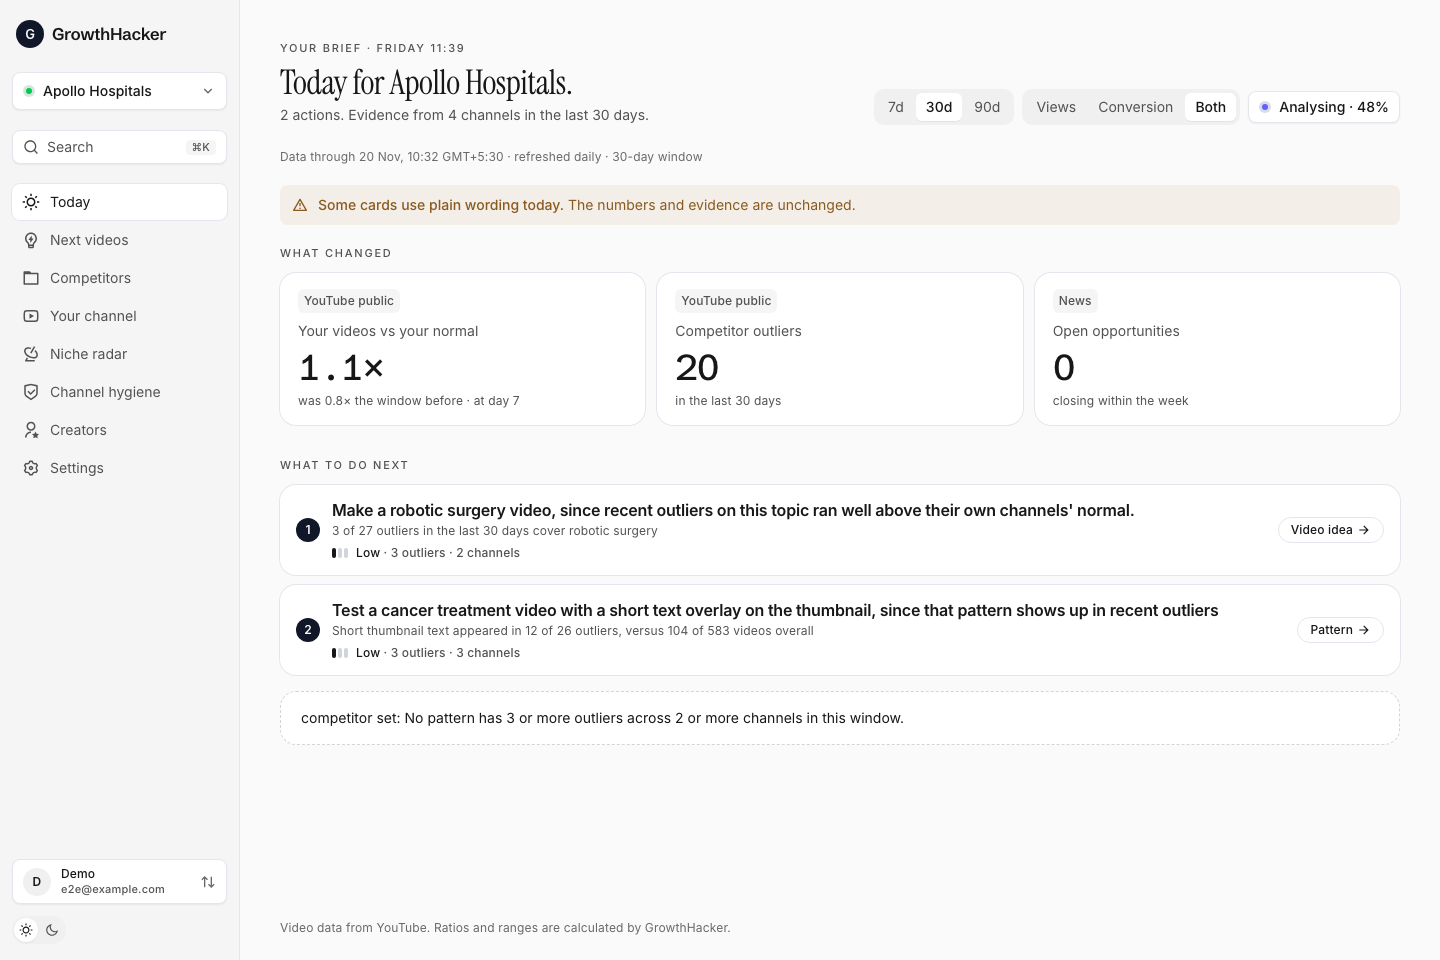 G GrowthHacker
Apollo Hospitals
Search ⌘K
Today
Next videos
Competitors
Your channel
Niche radar
Channel hygiene
Creators
Settings
D
Demo
e2e@example.com
YOUR BRIEF · FRIDAY 11:39
Today for Apollo Hospitals.
2 actions. Evidence from 4 channels in the last 30 days.
7d 30d 90d
Views Conversion Both
Analysing · 48%
Data through 20 Nov, 10:32 GMT+5:30 · refreshed daily · 30-day window
Some cards use plain wording today. The numbers and evidence are unchanged.
WHAT CHANGED
YouTube public
Your videos vs your normal
1.1×
was 0.8× the window before · at day 7
YouTube public
Competitor outliers
20
in the last 30 days
News
Open opportunities
0
closing within the week
WHAT TO DO NEXT
1
Make a robotic surgery video, since recent outliers on this topic ran well above their own channels' normal.
3 of 27 outliers in the last 30 days cover robotic surgery
Low · 3 outliers · 2 channels
Video idea →
2
Test a cancer treatment video with a short text overlay on the thumbnail, since that pattern shows up in recent outliers
Short thumbnail text appeared in 12 of 26 outliers, versus 104 of 583 videos overall
Low · 3 outliers · 3 channels
Pattern →
competitor set: No pattern has 3 or more outliers across 2 or more channels in this window.
Video data from YouTube. Ratios and ranges are calculated by GrowthHacker.